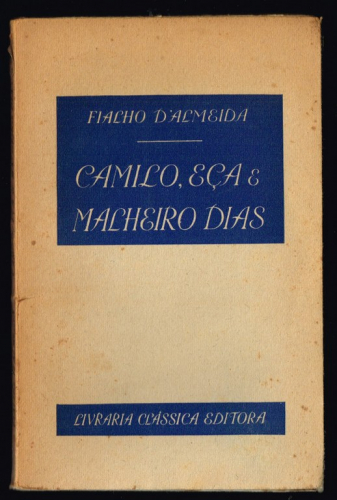 FIALHO D'ALMEIDA
CAMILO, EÇA E
MALHEIRO DIAS
LIVRARIA CLÁSSICA EDITORA